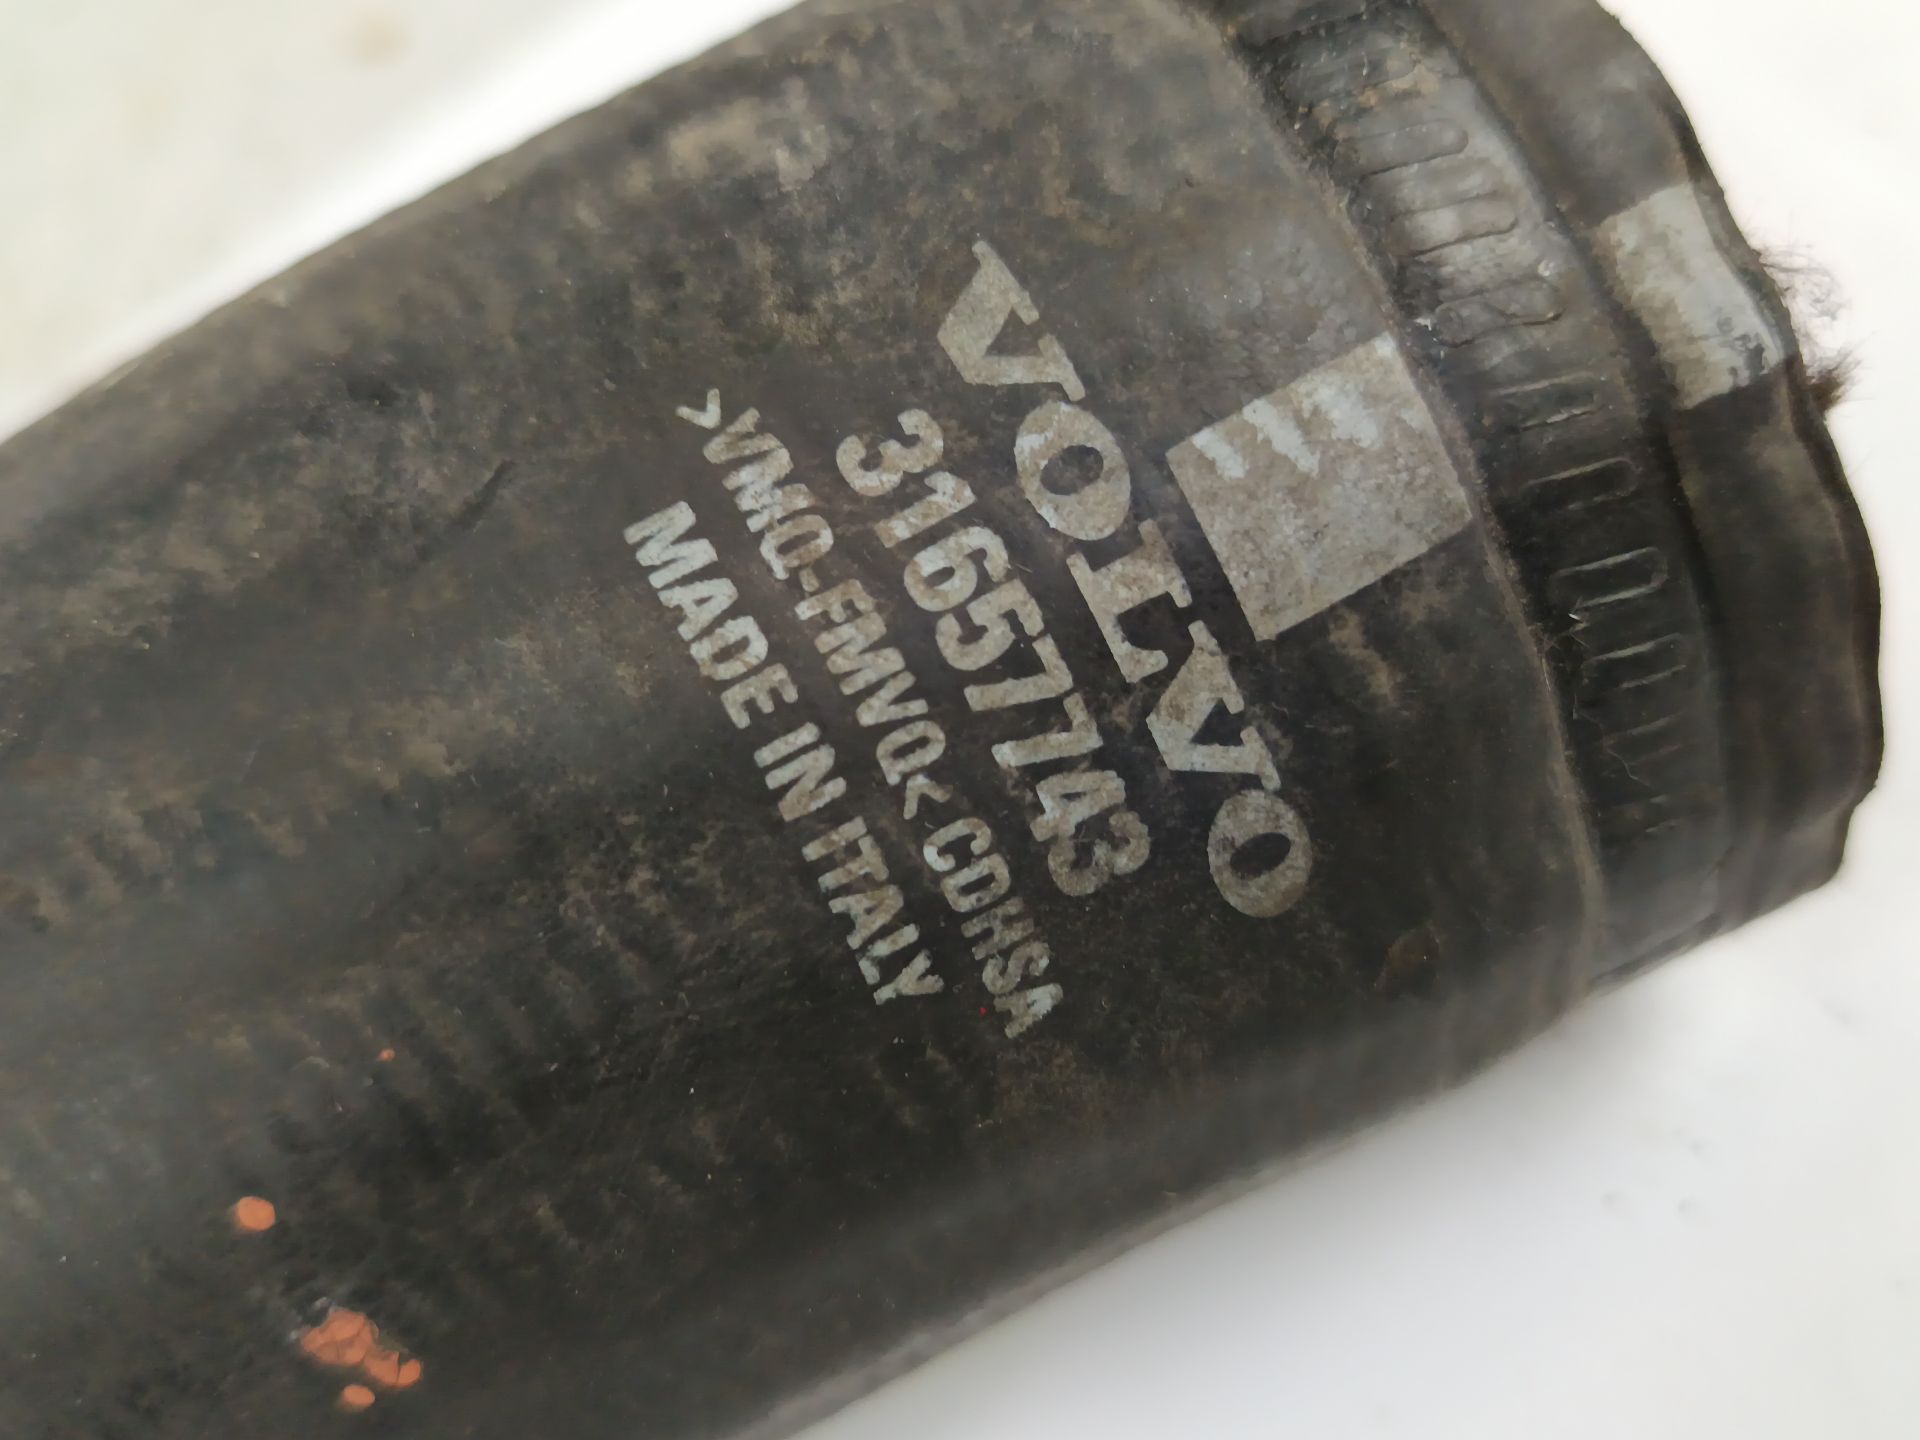 VOLVO
31657743
>VMQ-FMVQ< CDHSA
MADE IN ITALY